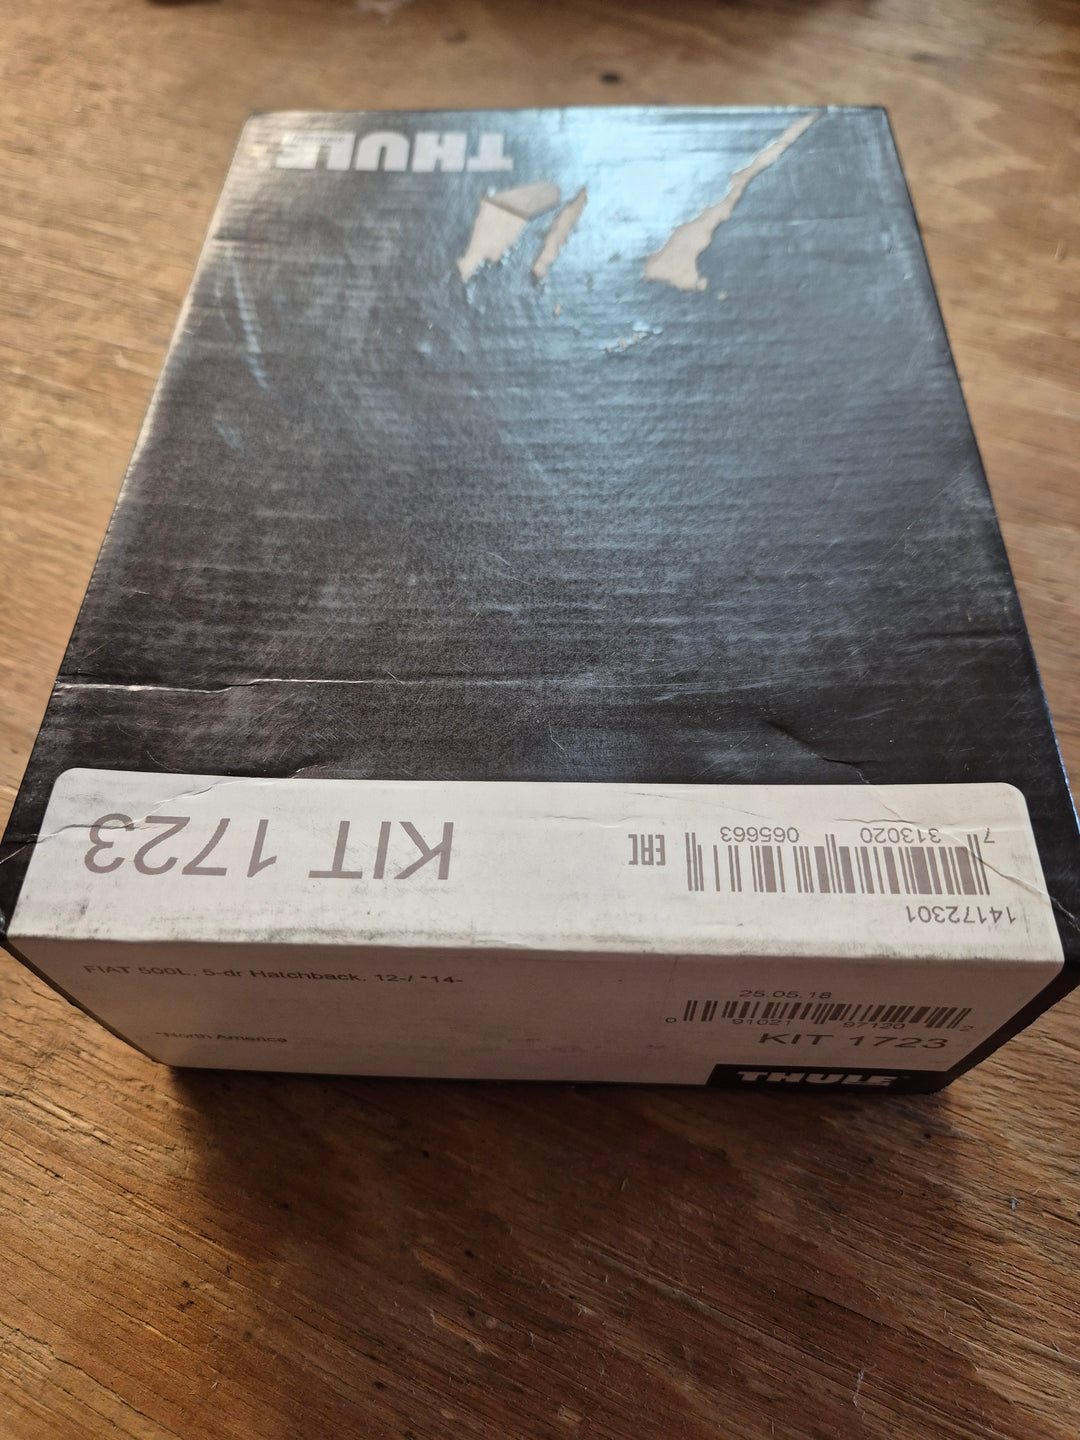 THULE
KIT 1723
EAC
7 313020 065663
14172301
FIAT 500L, 5-dr Hatchback, 12-/ *14-
*North America
25.05.18
0 91021 97120 2
KIT 1723
THULE